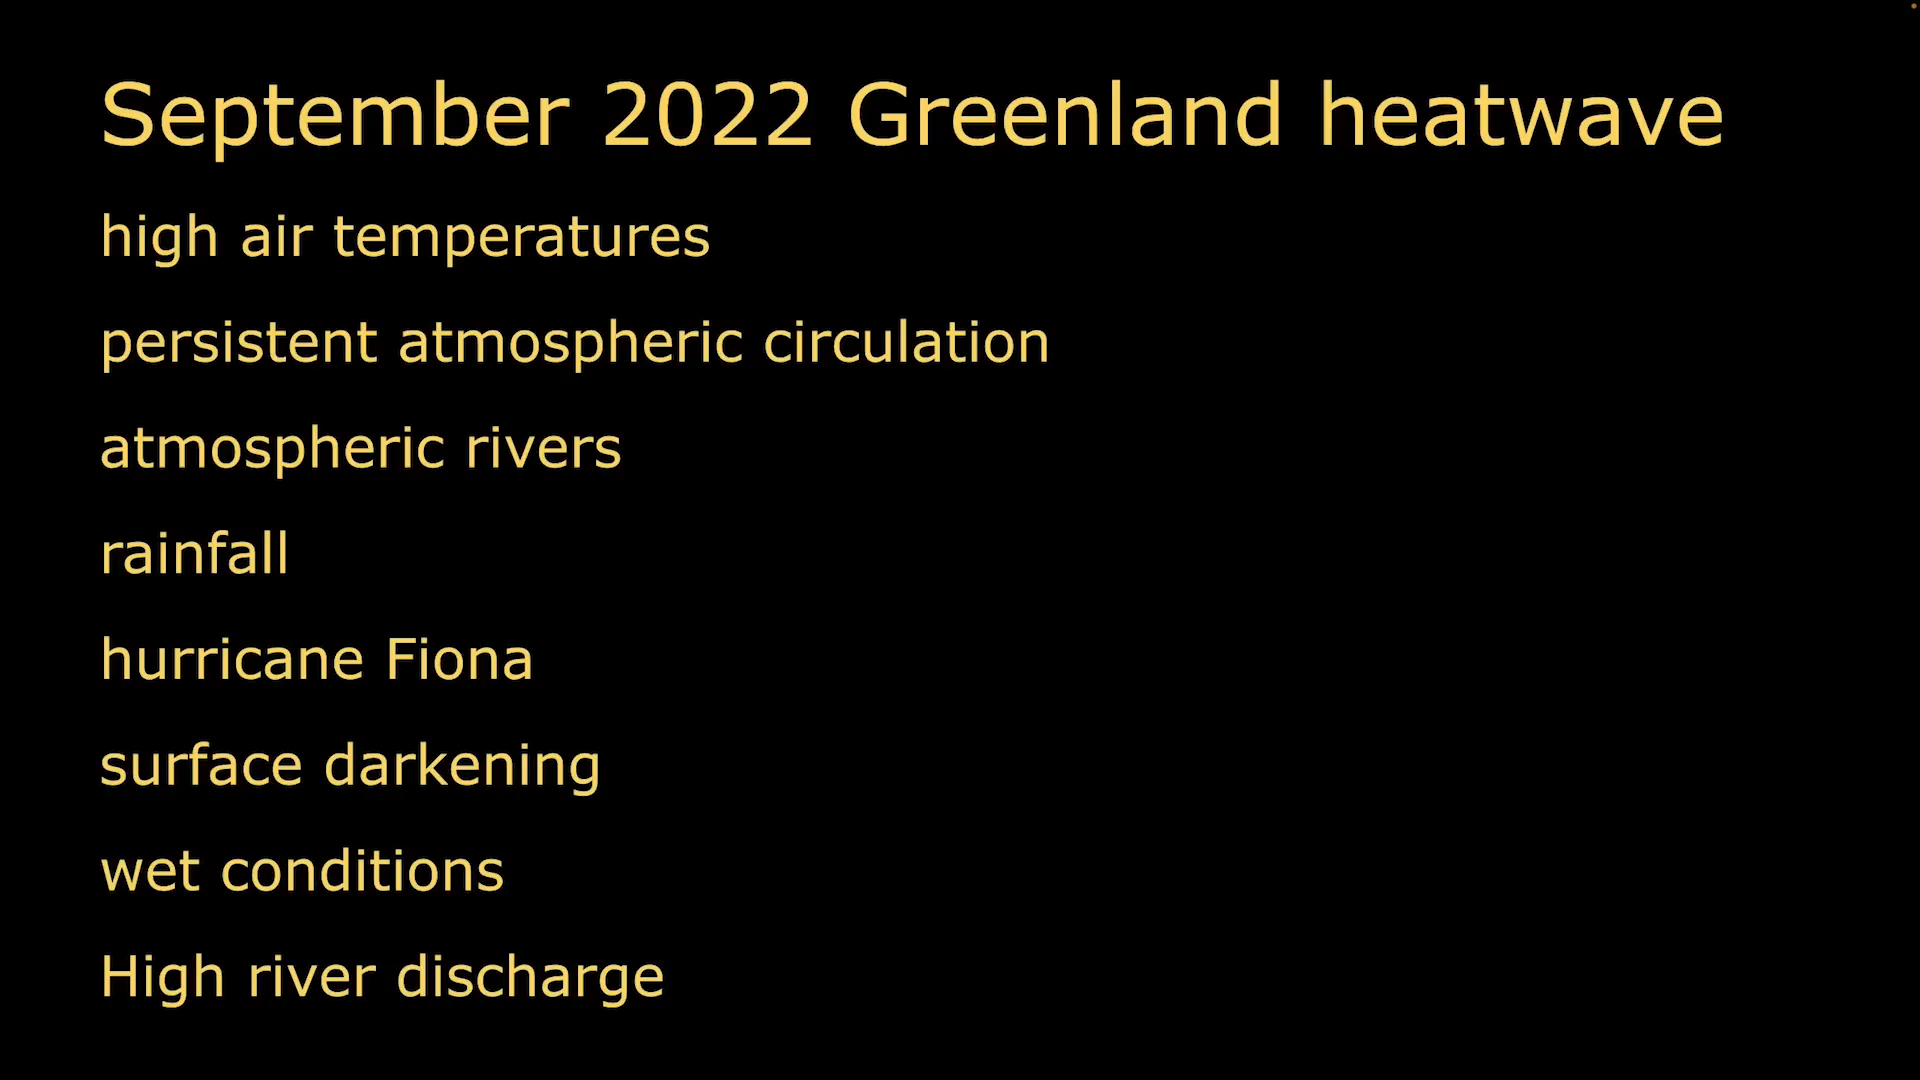 September 2022 Greenland heatwave
high air temperatures
persistent atmospheric circulation
atmospheric rivers
rainfall
hurricane Fiona
surface darkening
wet conditions
High river discharge